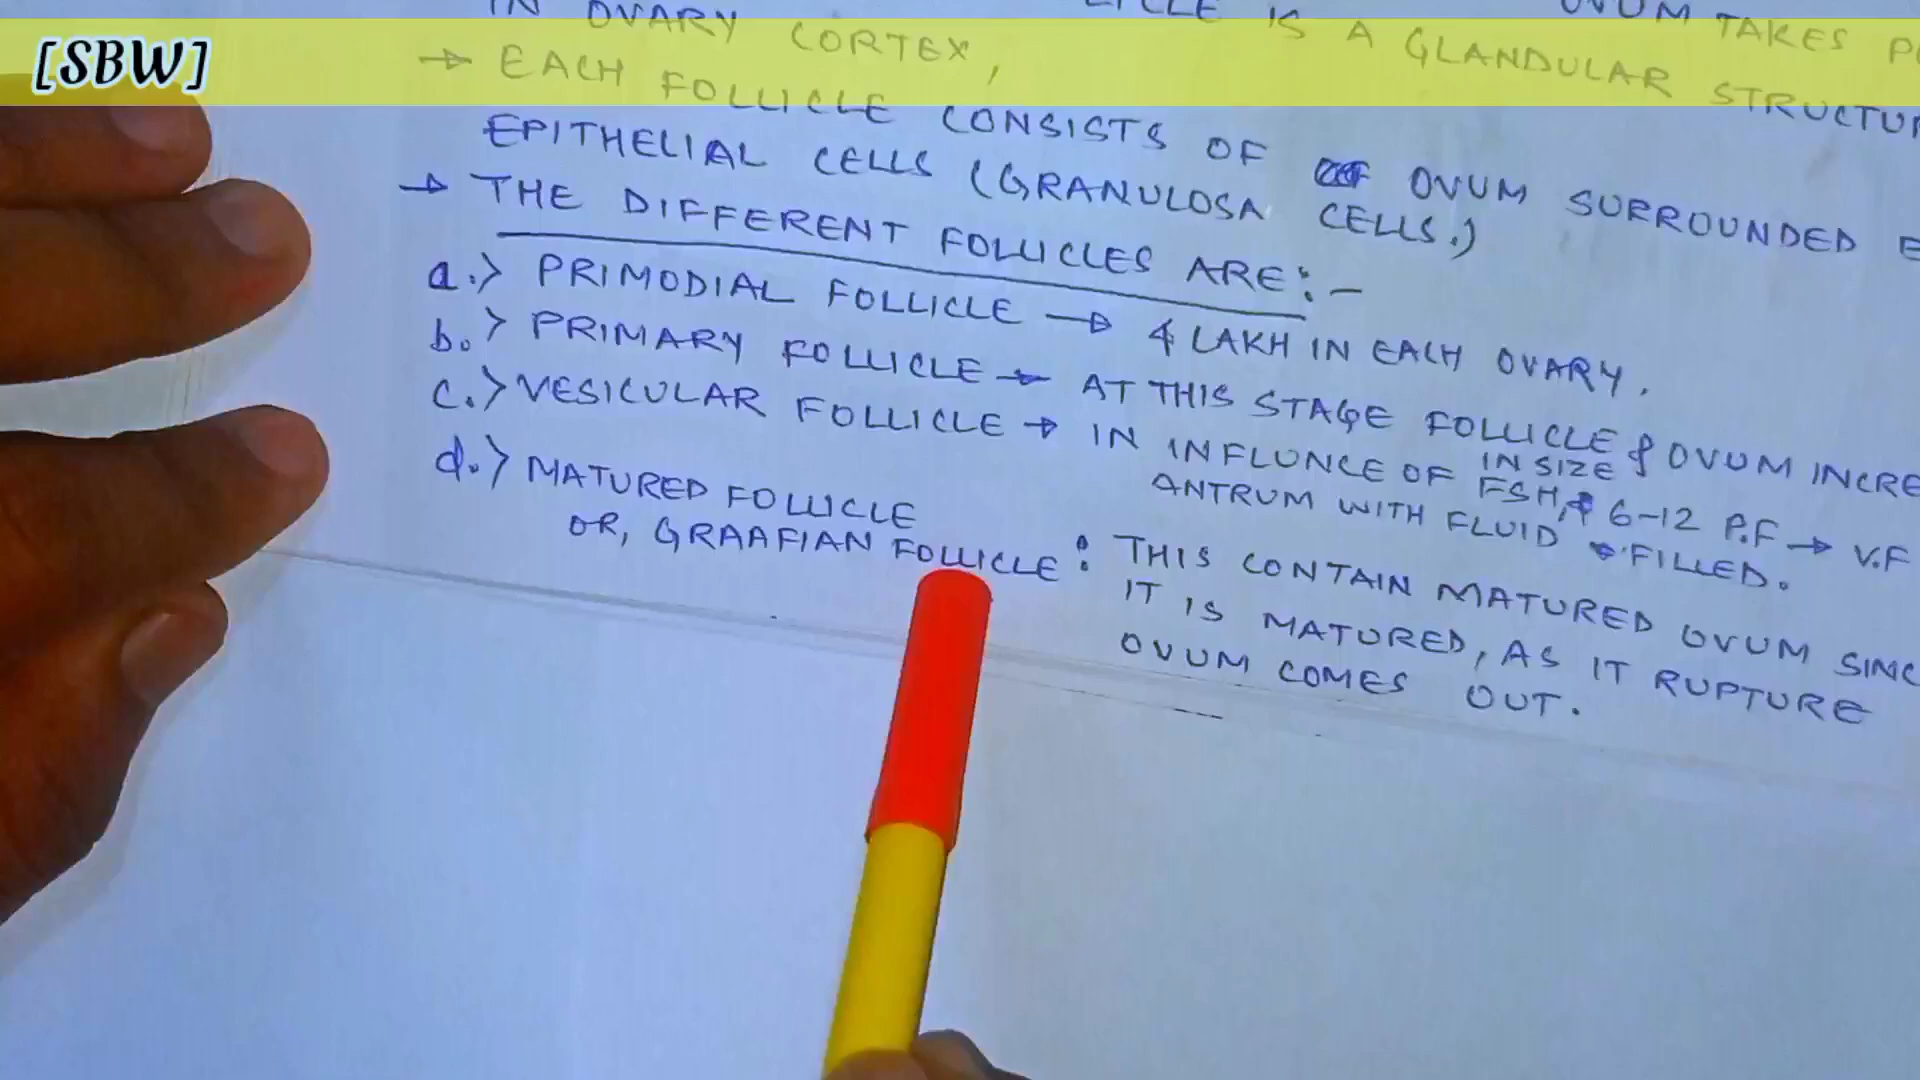 [SBW]
IN OVARY CORTEX, IS A GLANDULAR STRUCTUR
OVUM TAKES
→ EACH FOLLICLE CONSISTS OF OVUM SURROUNDED
EPITHELIAL CELLS (GRANULOSA CELLS.)
→ THE DIFFERENT FOLLICLES ARE:-
a.> PRIMODIAL FOLLICLE → 4 LAKH IN EACH OVARY.
b.> PRIMARY FOLLICLE → AT THIS STAGE FOLLICLE & OVUM INCRE
IN SIZE
c.> VESICULAR FOLLICLE → IN INFLUNCE OF FSH, 6-12 P.F → V.F
ANTRUM WITH FLUID FILLED.
d.> MATURED FOLLICLE
OR, GRAAFIAN FOLLICLE: THIS CONTAIN MATURED OVUM SINC
IT IS MATURED, AS IT RUPTURE
OVUM COMES OUT.